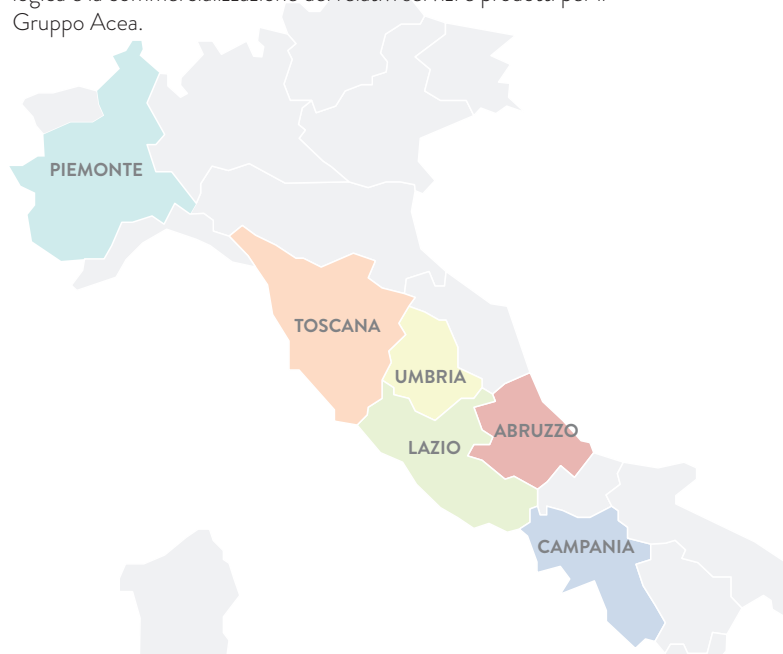 Gruppo Acea.
PIEMONTE
TOSCANA
UMBRIA
ABRUZZO
LAZIO
CAMPANIA